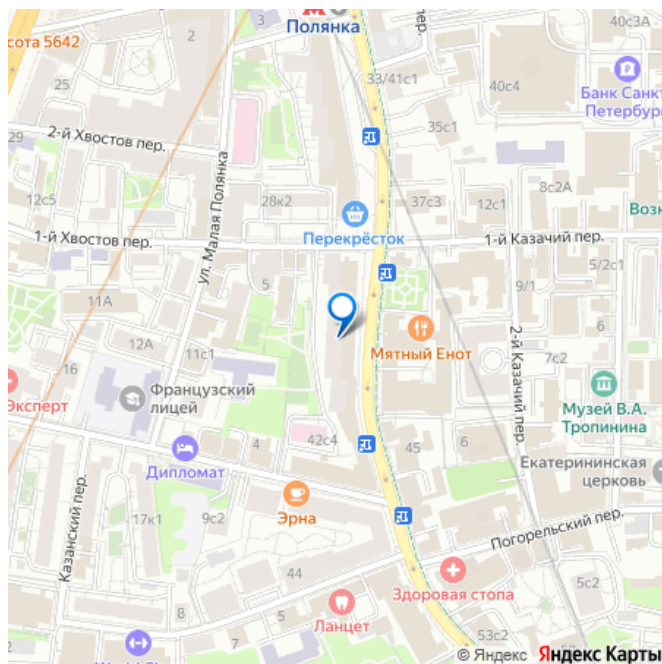 3
40с3А
Полянка
пер.
сота 5642
2
33/41с1
40с4
Банк Санкт
Петербур
25
35с1
2-й Хвостов пер.
29
ул. Малая Полянка
8с2А
12с5
28к2
37с3
12с1
Возн
Перекрёсток
1-й Хвостов пер.
1-й Казачий пер.
5
5/2с1
9/1
11А
2-й Казачий пер.
12А
11с1
Мятный Енот
7с2
16
Французский
лицей
Эксперт
Музей В.А.
Тропинина
4
42с4
45
6
Екатерининская
церковь
Дипломат
Казанский пер.
17к1
9с2
Эрна
Погорельский пер.
44
Здоровая стопа
5с2
8
5
Ланцет
7
53с2
© Яндекс Яндекс Карты